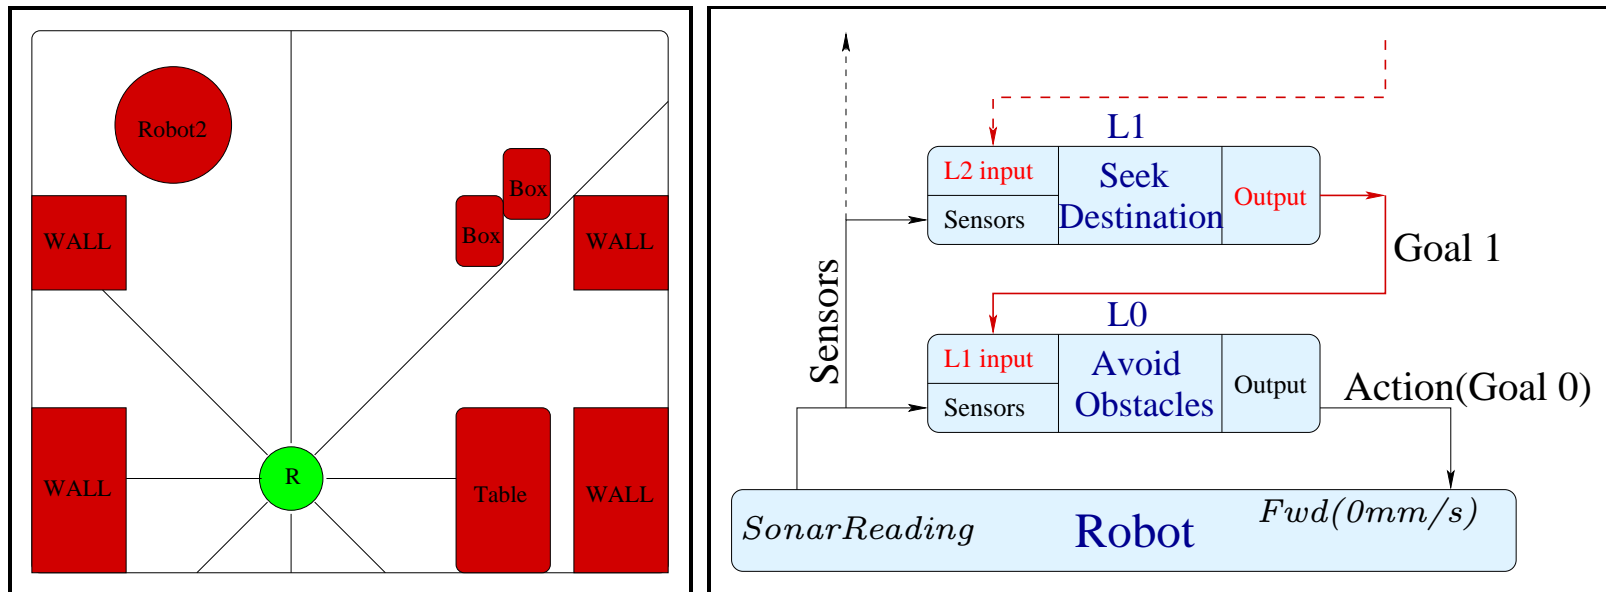 Robot2
Box
Box
WALL
WALL
WALL
R
Table
WALL
L1
L2 input
Seek
Destination
Output
Sensors
Goal 1
Sensors
L0
L1 input
Avoid
Obstacles
Output
Sensors
Action(Goal 0)
SonarReading
Robot
Fwd(0mm/s)